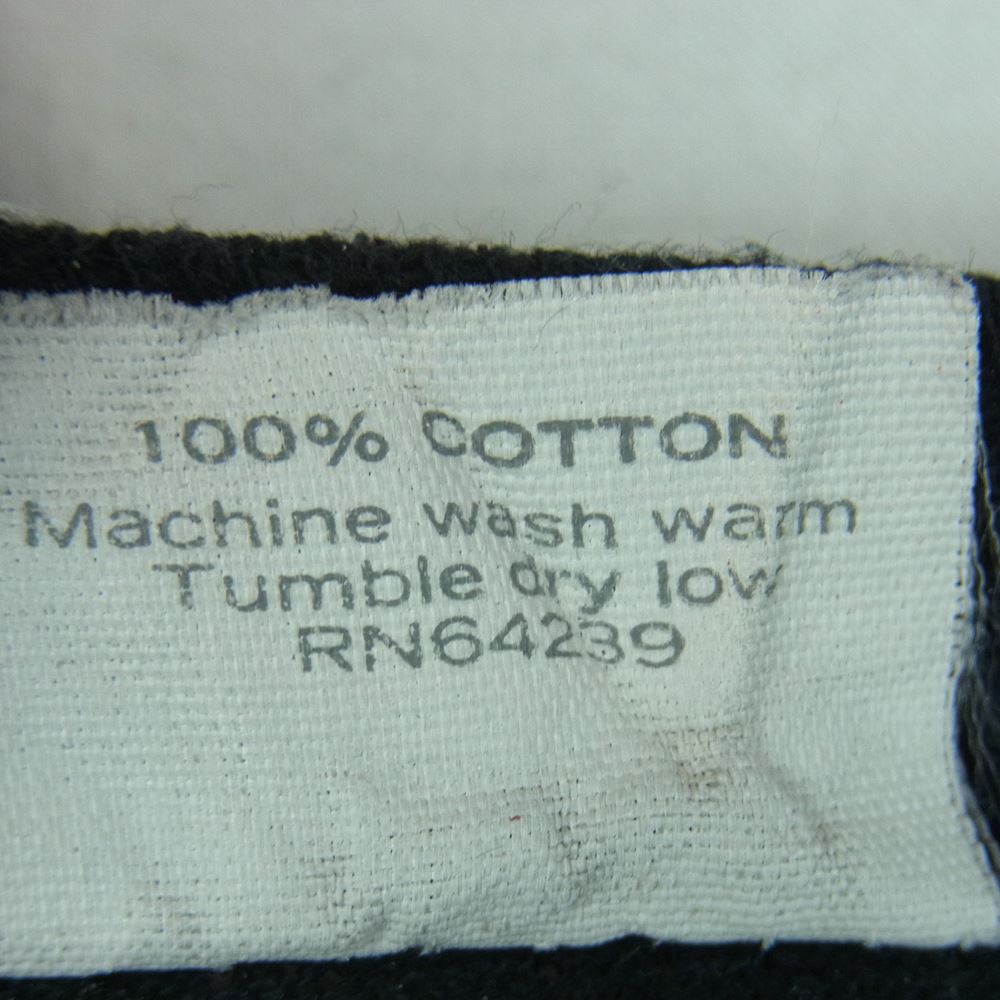 100% COTTON
Machine wash warm
Tumble dry low
RN64239